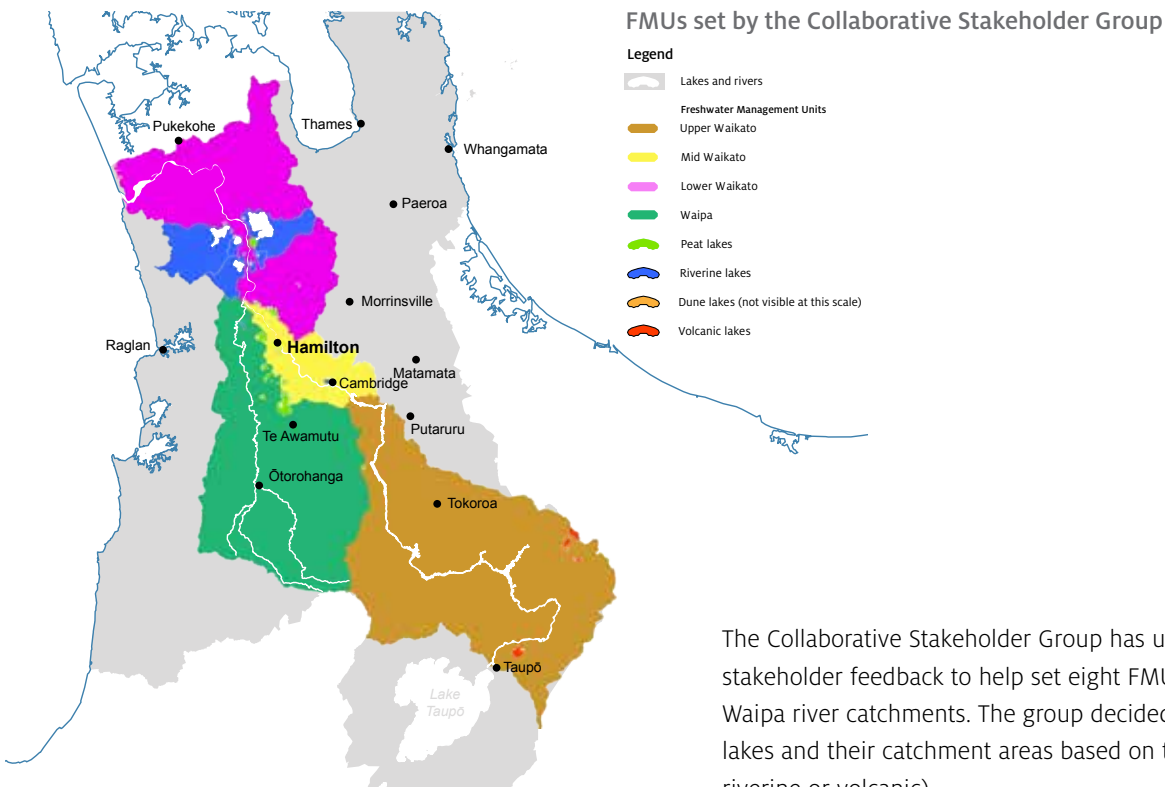 FMUs set by the Collaborative Stakeholder Group
Legend
Lakes and rivers
Freshwater Management Units
Upper Waikato
Mid Waikato
Lower Waikato
Waipa
Peat lakes
Riverine lakes
Dune lakes (not visible at this scale)
Volcanic lakes
Pukekohe
Thames
Whangamata
Paeroa
Morrinsville
Raglan
Hamilton
Matamata
Cambridge
Putaruru
Te Awamutu
Ōtorohanga
Tokoroa
Taupō
Lake
Taupō
The Collaborative Stakeholder Group has u
stakeholder feedback to help set eight FMU
Waipa river catchments. The group decided
lakes and their catchment areas based on t
riverine or volcanic)